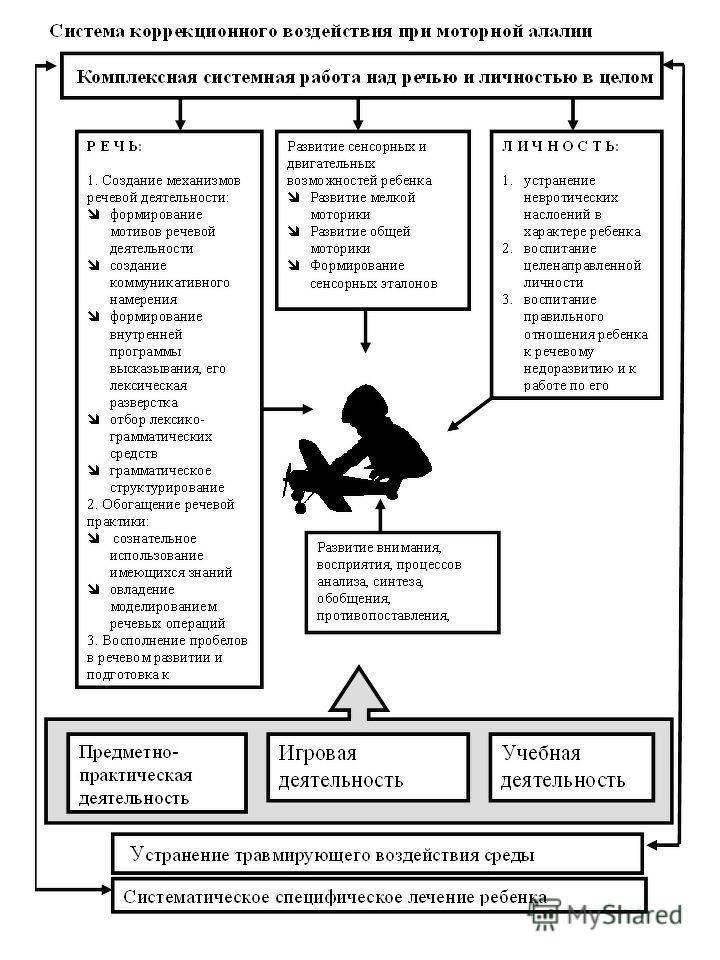 Система коррекционного воздействия при моторной алалии
Комплексная системная работа над речью и личностью в целом
Р Е Ч Ь:
1. Создание механизмов
речевой деятельности:
формирование
мотивов речевой
деятельности
создание
коммуникативного
намерения
формирование
внутренней
программы
высказывания, его
лексическая
разверстка
отбор лексико-
грамматических
средств
грамматическое
структурирование
2. Обогащение речевой
практики:
сознательное
использование
имеющихся знаний
овладение
моделированием
речевых операций
3. Восполнение пробелов
в речевом развитии и
подготовка к
Развитие сенсорных и
двигательных
возможностей ребенка
Развитие мелкой
моторики
Развитие общей
моторики
Формирование
сенсорных эталонов
Л И Ч Н О С Т Ь:
1. устранение
невротических
наслоений в
характере ребенка
2. воспитание
целенаправленной
личности
3. воспитание
правильного
отношения ребенка
к речевому
недоразвитию и к
работе по его
Развитие внимания,
восприятия, процессов
анализа, синтеза,
обобщения,
противопоставления,
Предметно-
практическая
деятельность
Игровая
деятельность
Учебная
деятельность
Устранение травмирующего воздействия среды
Систематическое специфическое лечение ребенка
MyShared